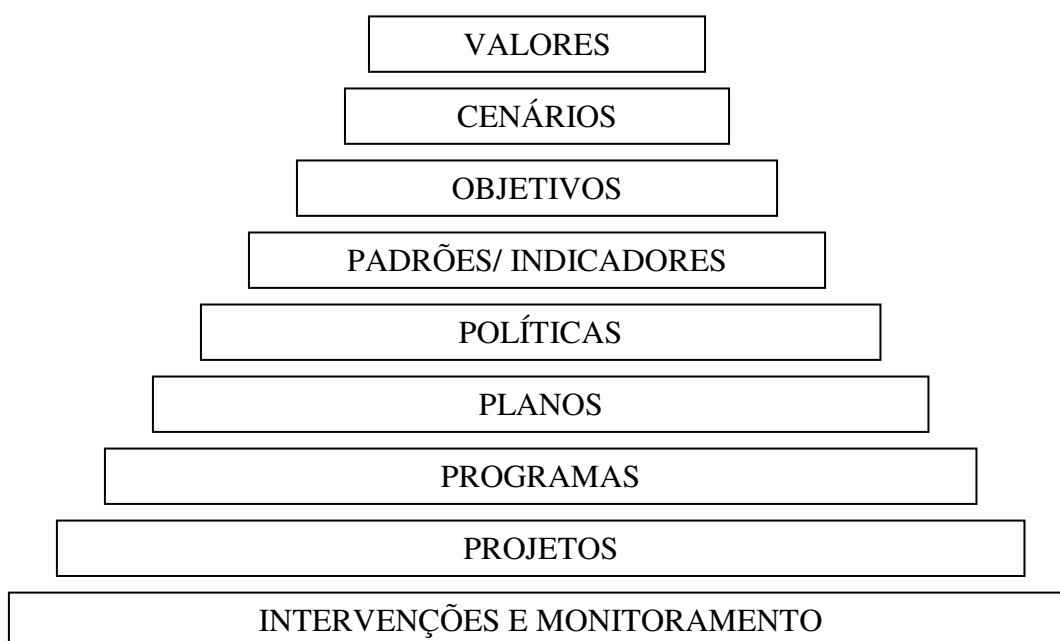 VALORES
CENÁRIOS
OBJETIVOS
PADRÕES/ INDICADORES
POLÍTICAS
PLANOS
PROGRAMAS
PROJETOS
INTERVENÇÕES E MONITORAMENTO